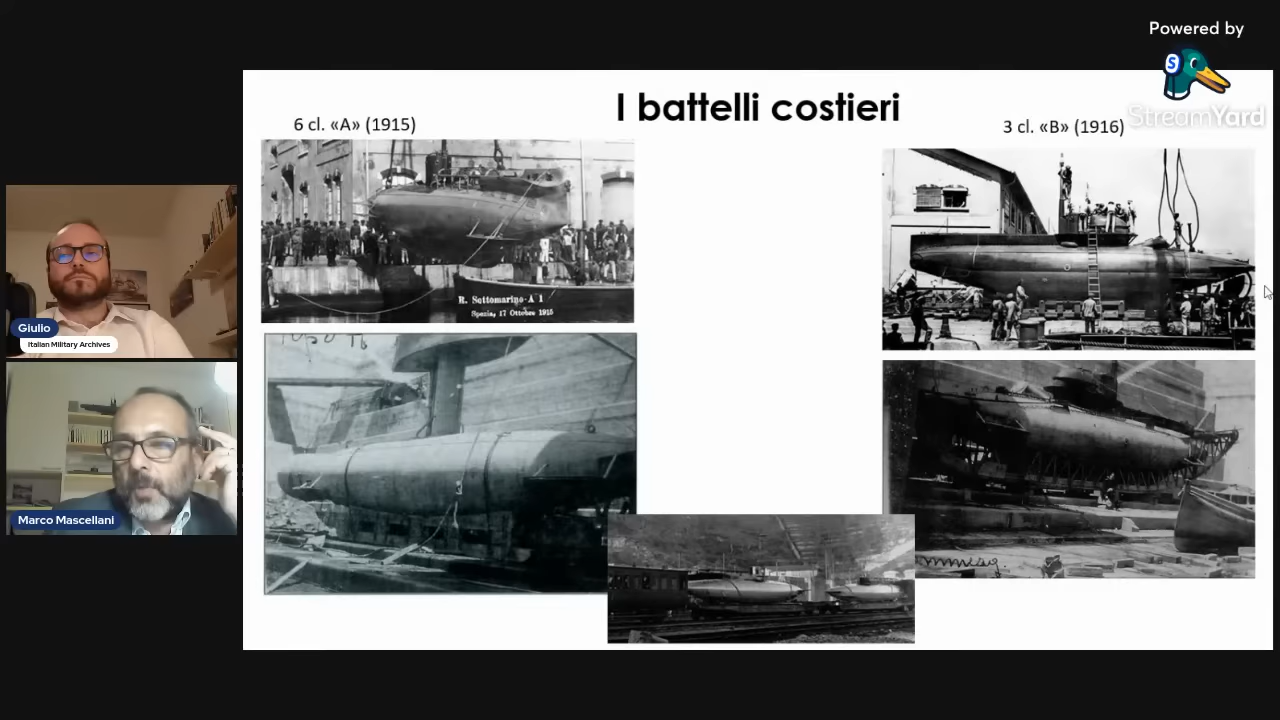 Powered by
StreamYard
I battelli costieri
6 cl. «A» (1915)
3 cl. «B» (1916)
R. Sottomarino-A 1
Spezia, 17 Ottobre 1915
Giulio
Italian Military Archives
Marco Mascellani